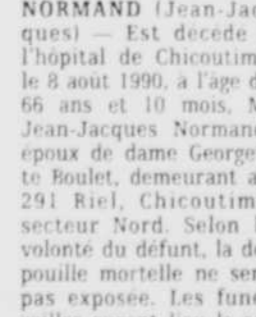 NORMAND (Jean-Jac
ques) — Est décédé
l'hôpital de Chicoutim
le 8 août 1990, à l'âge d
66 ans et 10 mois, M
Jean-Jacques Norman
époux de dame George
te Boulet, demeurant a
291 Riel, Chicoutim
secteur Nord. Selon l
volonté du défunt, la dé
pouille mortelle ne ser
pas exposée. Les funé